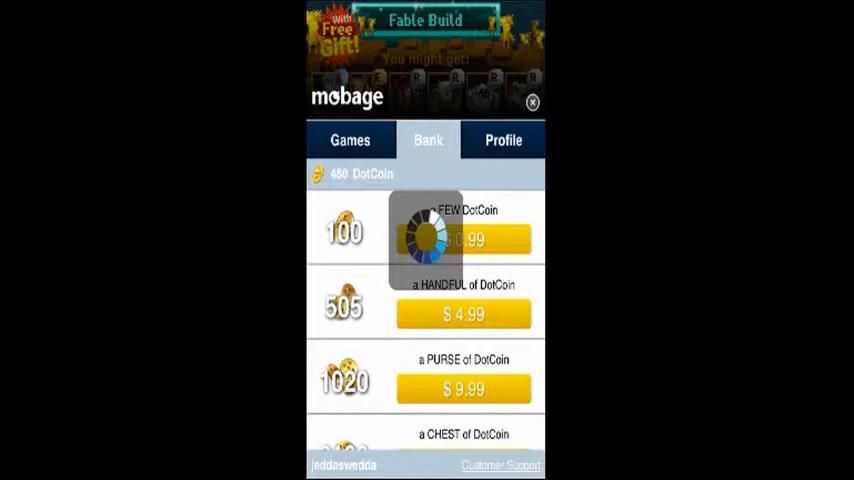 Fable Build
With
Free
Gift!
You might get:
mobage
Games
Bank
Profile
480 DotCoin
100
a FEW DotCoin
505
a HANDFUL of DotCoin
$ 4.99
1020
a PURSE of DotCoin
$ 9.99
a CHEST of DotCoin
jeddaswedda
Customer Support